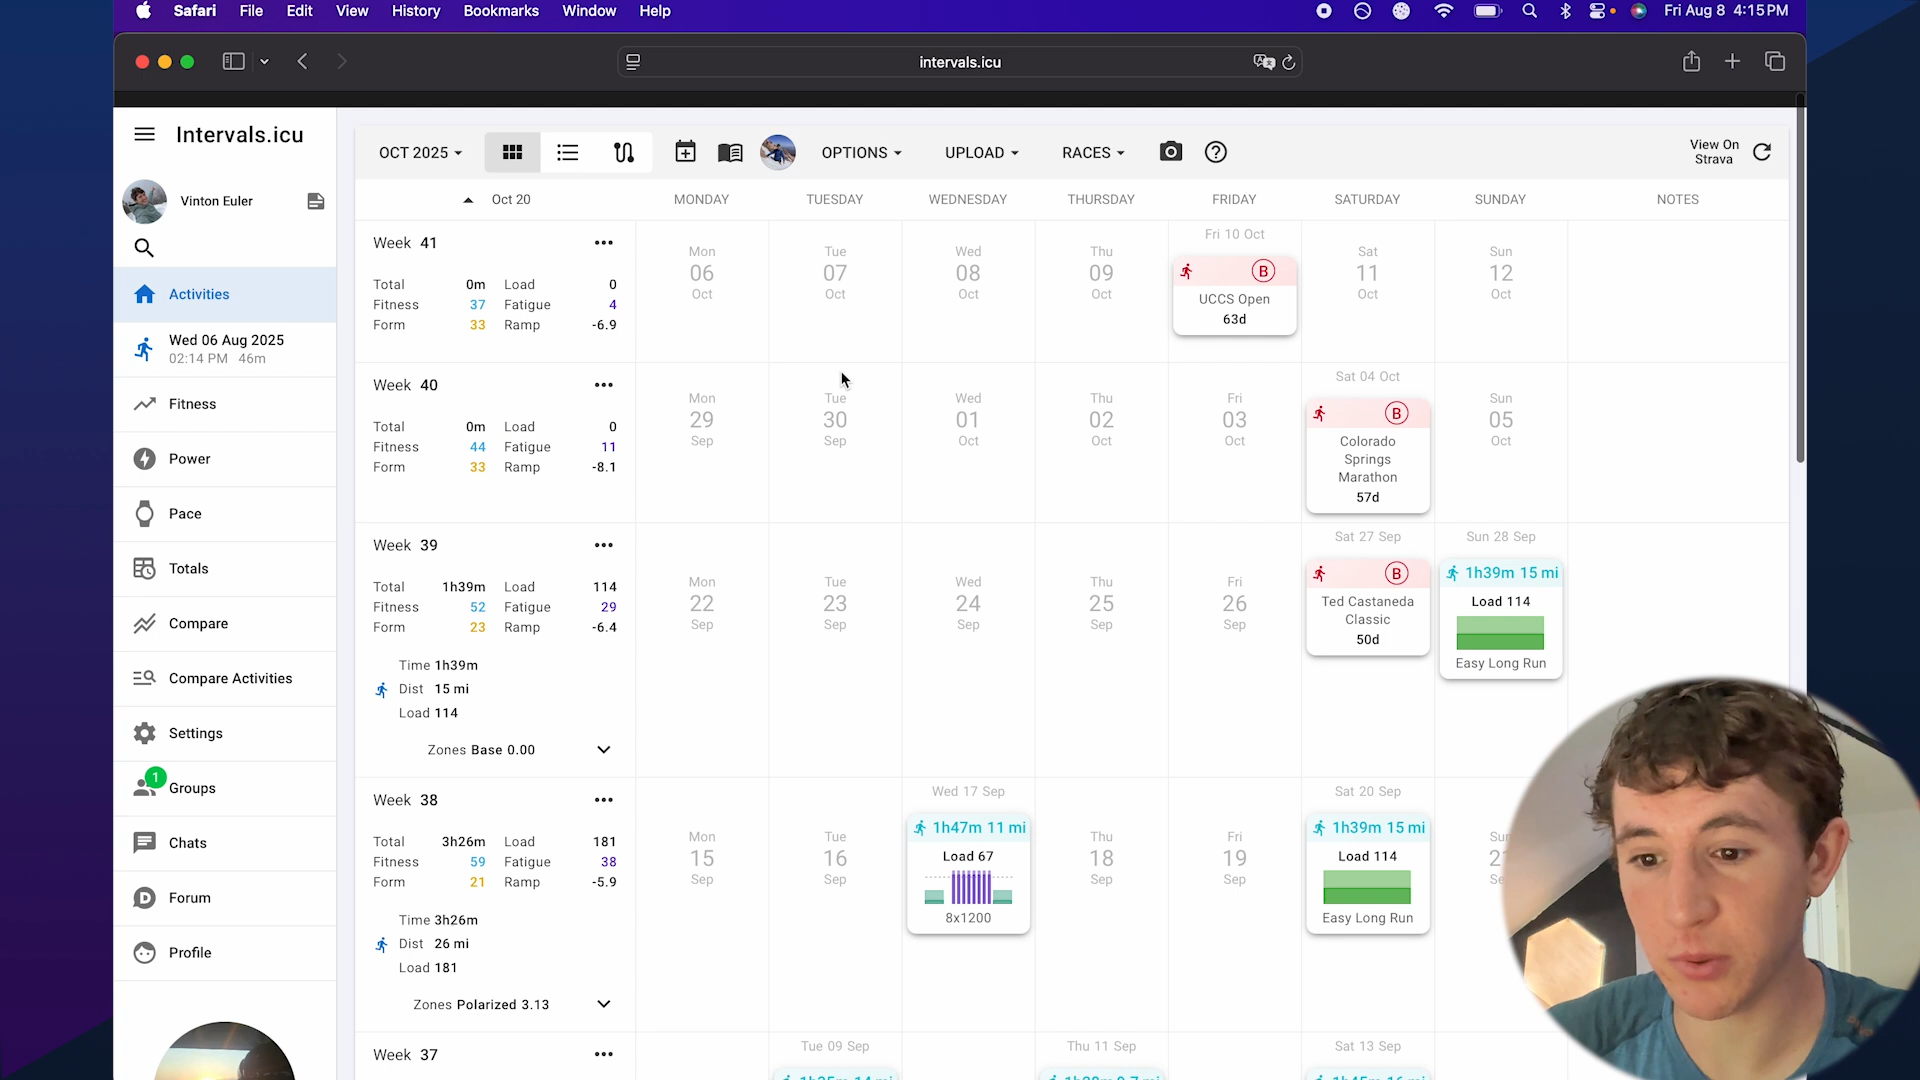 Safari File Edit View History Bookmarks Window Help
Fri Aug 8 4:15 PM
intervals.icu
Intervals.icu
Vinton Euler
Activities
Wed 06 Aug 2025
02:14 PM 46m
Fitness
Power
Pace
Totals
Compare
Compare Activities
Settings
1
Groups
Chats
Forum
Profile
OCT 2025
OPTIONS
UPLOAD
RACES
View On
Strava
Oct 20
MONDAY
TUESDAY
WEDNESDAY
THURSDAY
FRIDAY
SATURDAY
SUNDAY
NOTES
Week 41
Total 0m Load 0
Fitness 37 Fatigue 4
Form 33 Ramp -6.9
Mon
06
Oct
Tue
07
Oct
Wed
08
Oct
Thu
09
Oct
Fri 10 Oct
B
UCCS Open
63d
Sat
11
Oct
Sun
12
Oct
Week 40
Total 0m Load 0
Fitness 44 Fatigue 11
Form 33 Ramp -8.1
Mon
29
Sep
Tue
30
Sep
Wed
01
Oct
Thu
02
Oct
Fri
03
Oct
Sat 04 Oct
B
Colorado
Springs
Marathon
57d
Sun
05
Oct
Week 39
Total 1h39m Load 114
Fitness 52 Fatigue 29
Form 23 Ramp -6.4
Time 1h39m
Dist 15 mi
Load 114
Zones Base 0.00
Mon
22
Sep
Tue
23
Sep
Wed
24
Sep
Thu
25
Sep
Fri
26
Sep
Sat 27 Sep
B
Ted Castaneda
Classic
50d
Sun 28 Sep
1h39m 15 mi
Load 114
Easy Long Run
Week 38
Total 3h26m Load 181
Fitness 59 Fatigue 38
Form 21 Ramp -5.9
Time 3h26m
Dist 26 mi
Load 181
Zones Polarized 3.13
Mon
15
Sep
Tue
16
Sep
Wed 17 Sep
1h47m 11 mi
Load 67
8x1200
Thu
18
Sep
Fri
19
Sep
Sat 20 Sep
1h39m 15 mi
Load 114
Easy Long Run
Week 37
Tue 09 Sep
Thu 11 Sep
Sat 13 Sep